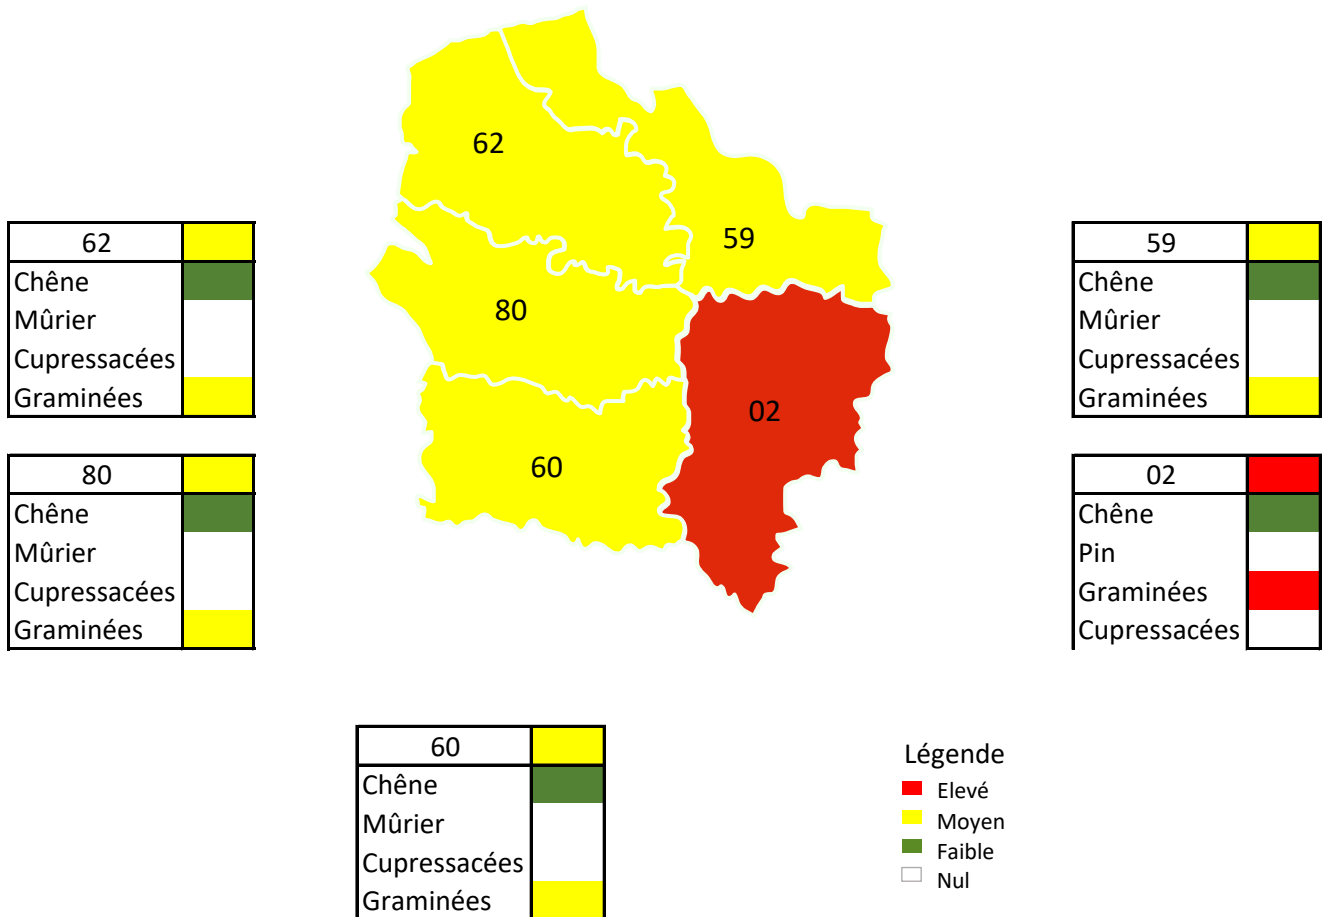 62
59
80
02
60
62
Chêne
Mûrier
Cupressacées
Graminées
59
Chêne
Mûrier
Cupressacées
Graminées
80
Chêne
Mûrier
Cupressacées
Graminées
02
Chêne
Pin
Graminées
Cupressacées
60
Chêne
Mûrier
Cupressacées
Graminées
Légende
Elevé
Moyen
Faible
Nul